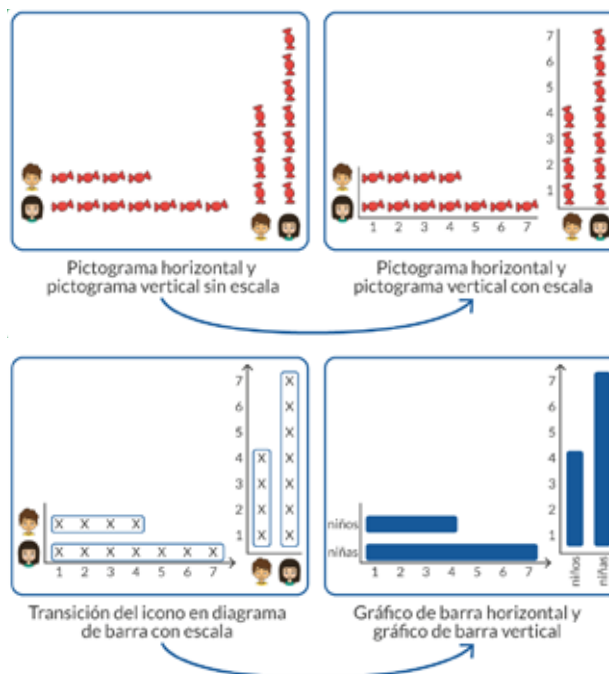 7
6
5
4
3
2
1
1 2 3 4 5 6 7
Pictograma horizontal y
pictograma vertical sin escala
Pictograma horizontal y
pictograma vertical con escala
7
6
5
4
3
2
1
X
X
X X
X X
X X
X X
X
X X X X
X X X X X X X
1 2 3 4 5 6 7
7
6
5
4
3
2
1
niños
niñas
1 2 3 4 5 6 7
niños
niñas
Transición del icono en diagrama
de barra con escala
Gráfico de barra horizontal y
gráfico de barra vertical